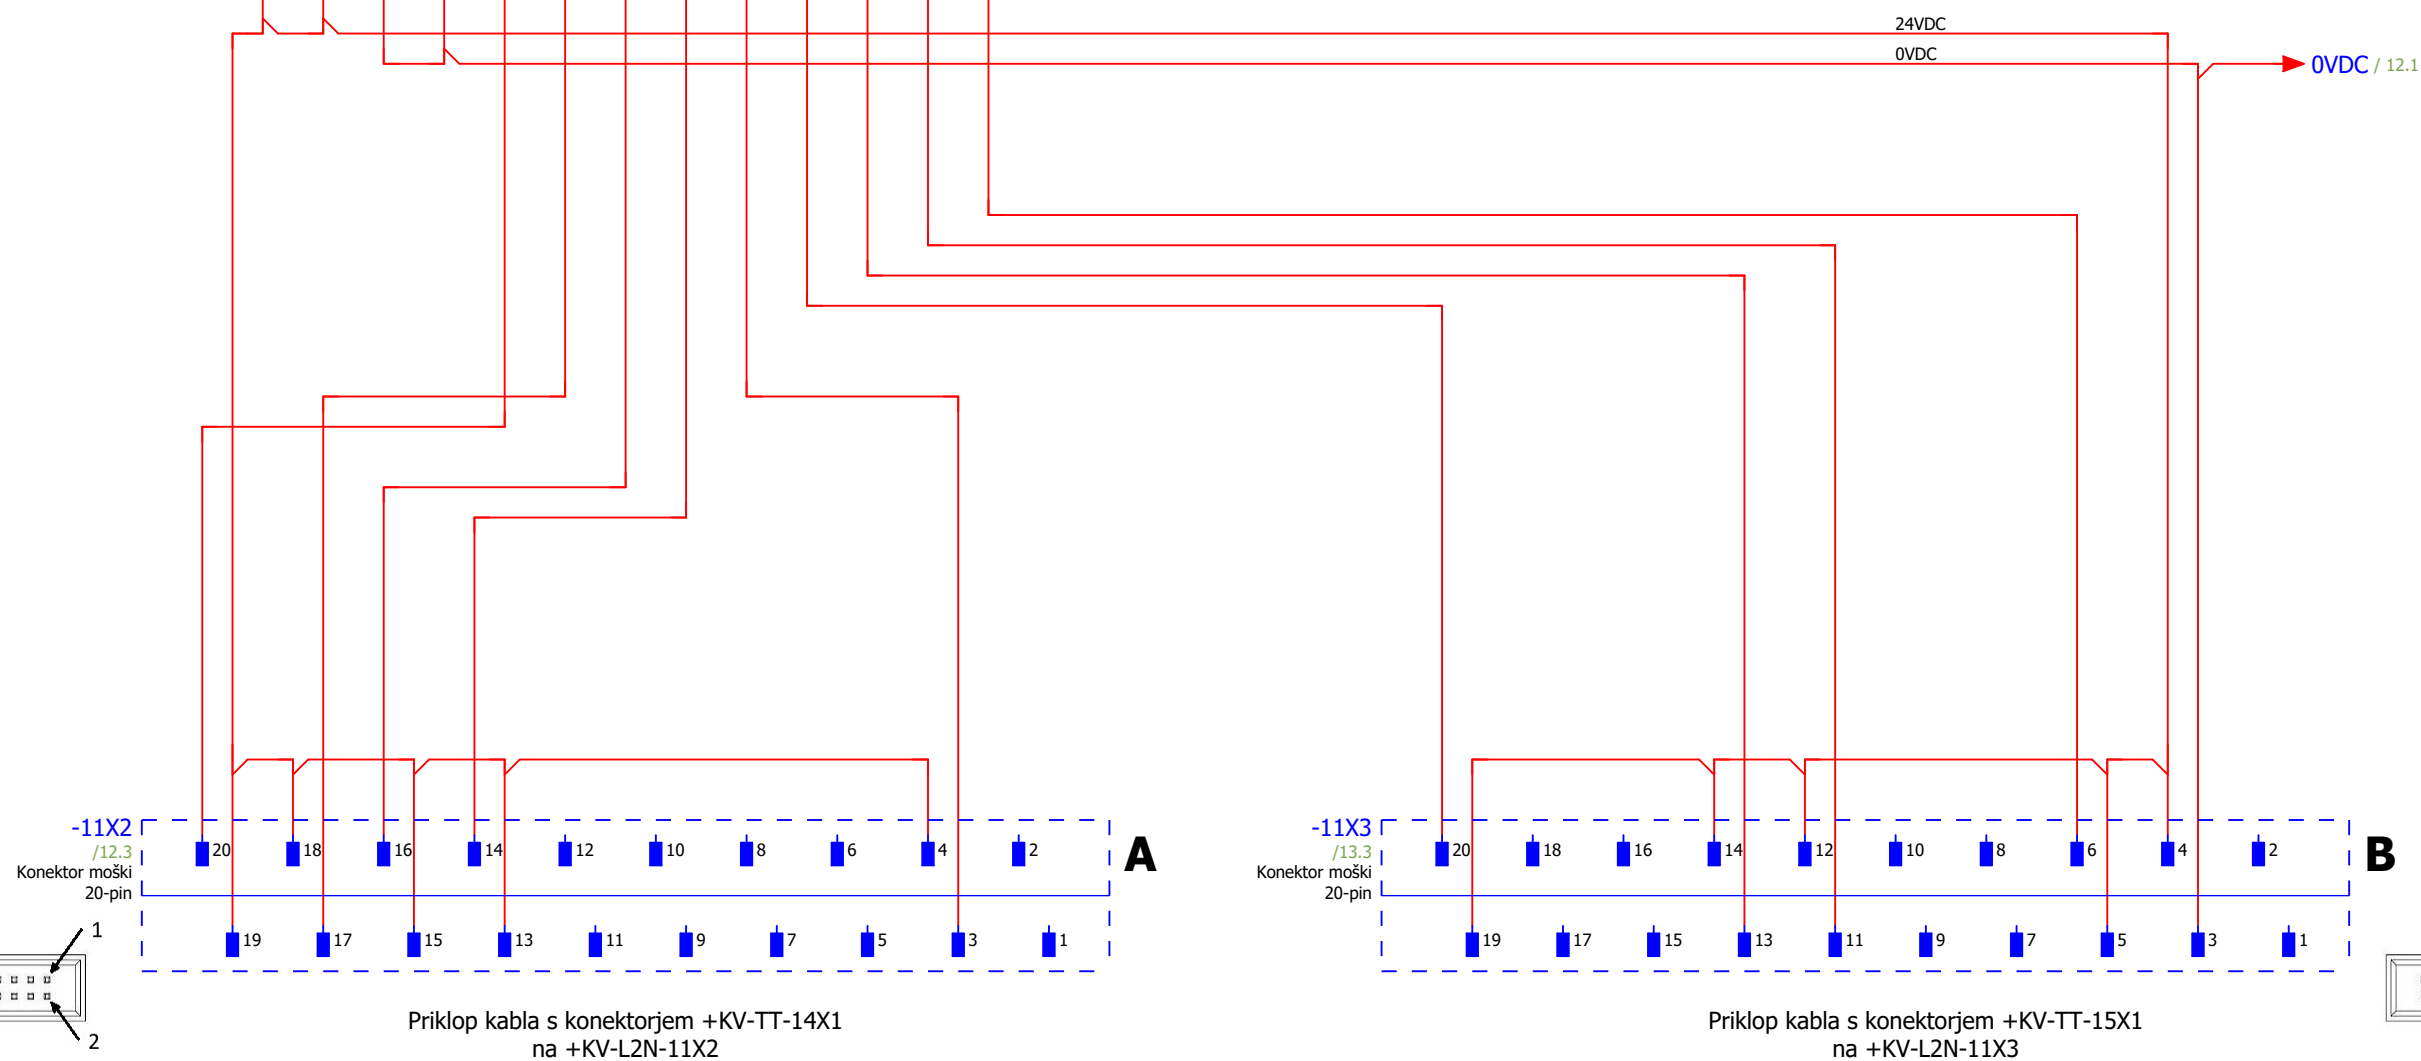 24VDC
0VDC
0VDC / 12.1
-11X2
/12.3
Konektor moški
20-pin
20 18 16 14 12 10 8 6 4 2
A
19 17 15 13 11 9 7 5 3 1
1
2
Priklop kabla s konektorjem +KV-TT-14X1
na +KV-L2N-11X2
-11X3
/13.3
Konektor moški
20-pin
20 18 16 14 12 10 8 6 4 2
B
19 17 15 13 11 9 7 5 3 1
Priklop kabla s konektorjem +KV-TT-15X1
na +KV-L2N-11X3